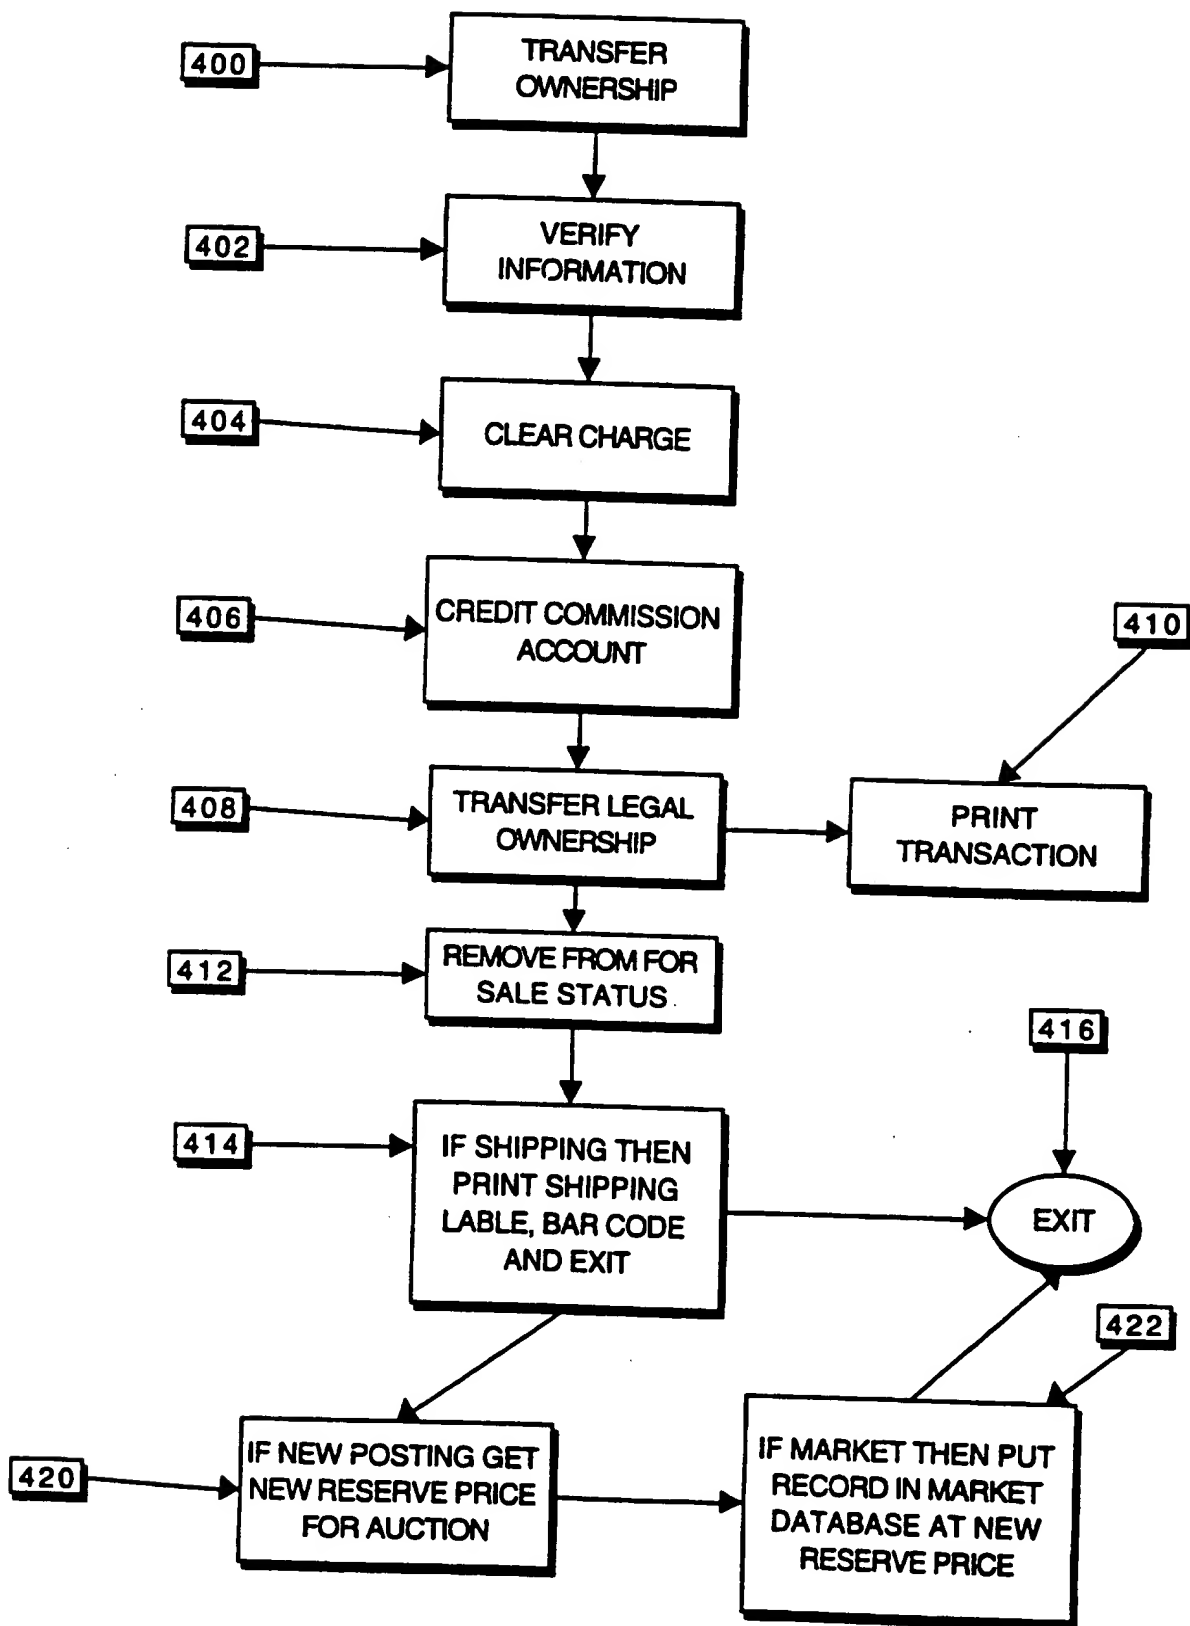 400
TRANSFER
OWNERSHIP
402
VERIFY
INFORMATION
404
CLEAR CHARGE
406
CREDIT COMMISSION
ACCOUNT
410
408
TRANSFER LEGAL
OWNERSHIP
PRINT
TRANSACTION
412
REMOVE FROM FOR
SALE STATUS
416
414
IF SHIPPING THEN
PRINT SHIPPING
LABLE, BAR CODE
AND EXIT
EXIT
422
420
IF NEW POSTING GET
NEW RESERVE PRICE
FOR AUCTION
IF MARKET THEN PUT
RECORD IN MARKET
DATABASE AT NEW
RESERVE PRICE